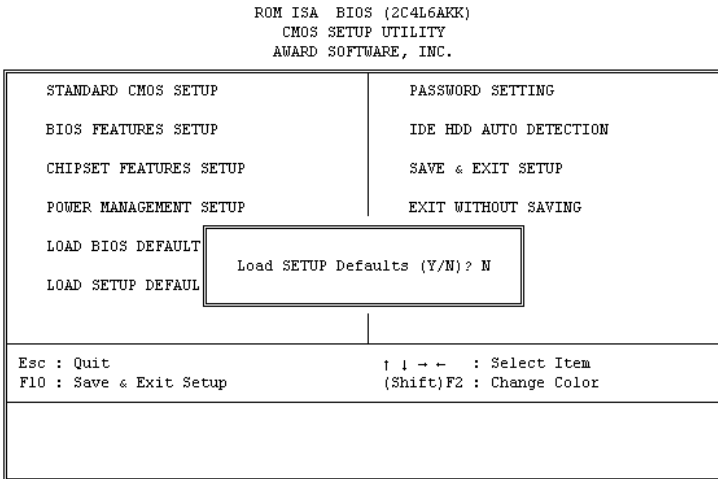 ROM ISA BIOS (2C4L6AKK)
CMOS SETUP UTILITY
AWARD SOFTWARE, INC.
STANDARD CMOS SETUP
BIOS FEATURES SETUP
CHIPSET FEATURES SETUP
POWER MANAGEMENT SETUP
LOAD BIOS DEFAULT
LOAD SETUP DEFAUL
PASSWORD SETTING
IDE HDD AUTO DETECTION
SAVE & EXIT SETUP
EXIT WITHOUT SAVING
Load SETUP Defaults (Y/N)? N
Esc : Quit
F10 : Save & Exit Setup
↑ ↓ → ← : Select Item
(Shift)F2 : Change Color